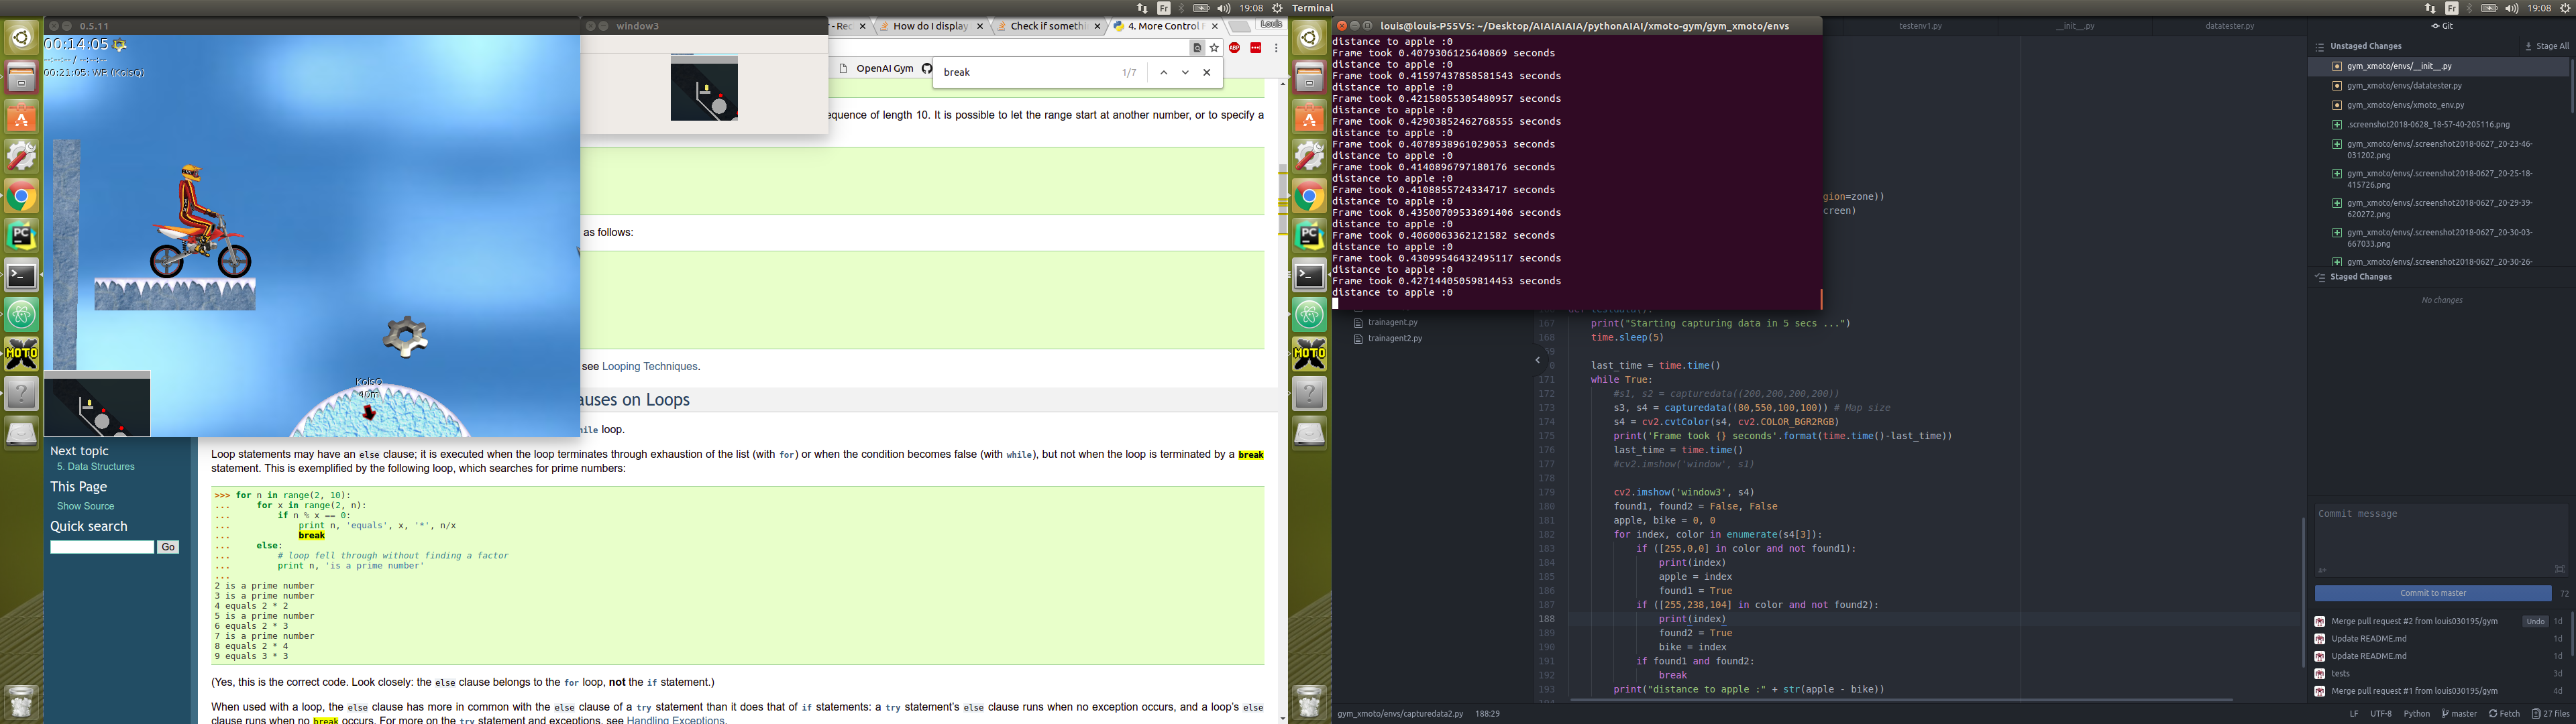 Fr
19:08
Terminal
Fr
19:08
0.5.11
window3
- Rec
How do I display
Check if somethin
4. More Control F
Louis
OpenAI Gym
break
1/7
00:14:05
--:--:-- / --:--:--
00:21:05: WR (KoisQ)
KoisQ
40m
MOTO
equence of length 10. It is possible to let the range start at another number, or to specify a
as follows:
see Looping Techniques.
auses on Loops
hile loop.
Loop statements may have an else clause; it is executed when the loop terminates through exhaustion of the list (with for) or when the condition becomes false (with while), but not when the loop is terminated by a break
statement. This is exemplified by the following loop, which searches for prime numbers:
>>> for n in range(2, 10):
...     for x in range(2, n):
...         if n % x == 0:
...             print n, 'equals', x, '*', n/x
...             break
...     else:
...         # loop fell through without finding a factor
...         print n, 'is a prime number'
...
2 is a prime number
3 is a prime number
4 equals 2 * 2
5 is a prime number
6 equals 2 * 3
7 is a prime number
8 equals 2 * 4
9 equals 3 * 3
(Yes, this is the correct code. Look closely: the else clause belongs to the for loop, not the if statement.)
When used with a loop, the else clause has more in common with the else clause of a try statement than it does that of if statements: a try statement's else clause runs when no exception occurs, and a loop's else
clause runs when no break occurs. For more on the try statement and exceptions, see Handling Exceptions.
Next topic
5. Data Structures
This Page
Show Source
Quick search
Go
MOTO
louis@louis-P55V5: ~/Desktop/AIAIAIAIA/pythonAIAI/xmoto-gym/gym_xmoto/envs
distance to apple :0
Frame took 0.4079306125640869 seconds
distance to apple :0
Frame took 0.41597437858581543 seconds
distance to apple :0
Frame took 0.42158055305480957 seconds
distance to apple :0
Frame took 0.42903852462768555 seconds
distance to apple :0
Frame took 0.4078938961029053 seconds
distance to apple :0
Frame took 0.4140896797180176 seconds
distance to apple :0
Frame took 0.4108855724334717 seconds
distance to apple :0
Frame took 0.43500709533691406 seconds
distance to apple :0
Frame took 0.4060063362121582 seconds
distance to apple :0
Frame took 0.43099546432495117 seconds
distance to apple :0
Frame took 0.42714405059814453 seconds
distance to apple :0
testenv1.py
__init__.py
datatester.py
gion=zone))
creen)
trainagent.py
trainagent2.py
167     print("Starting capturing data in 5 secs ...")
168     time.sleep(5)
last_time = time.time()
171     while True:
172         #s1, s2 = capturedata((200,200,200,200))
173         s3, s4 = capturedata((80,550,100,100)) # Map size
174         s4 = cv2.cvtColor(s4, cv2.COLOR_BGR2RGB)
175         print('Frame took {} seconds'.format(time.time()-last_time))
176         last_time = time.time()
177         #cv2.imshow('window', s1)
178
179         cv2.imshow('window3', s4)
180         found1, found2 = False, False
181         apple, bike = 0, 0
182         for index, color in enumerate(s4[3]):
183             if ([255,0,0] in color and not found1):
184                 print(index)
185                 apple = index
186                 found1 = True
187             if ([255,238,104] in color and not found2):
188                 print(index)
189                 found2 = True
190                 bike = index
191             if found1 and found2:
192                 break
193         print("distance to apple :" + str(apple - bike))
gym_xmoto/envs/capturedata2.py
188:29
LF
UTF-8
Python
master
Fetch
27 files
Git
Unstaged Changes
Stage All
gym_xmoto/envs/__init__.py
gym_xmoto/envs/datatester.py
gym_xmoto/envs/xmoto_env.py
.screenshot2018-0628_18-57-40-205116.png
gym_xmoto/envs/.screenshot2018-0627_20-23-46-
031202.png
gym_xmoto/envs/.screenshot2018-0627_20-25-18-
415726.png
gym_xmoto/envs/.screenshot2018-0627_20-29-39-
620272.png
gym_xmoto/envs/.screenshot2018-0627_20-30-03-
667033.png
gym_xmoto/envs/.screenshot2018-0627_20-30-26-
Staged Changes
No changes
Commit message
Commit to master
72
Merge pull request #2 from louis030195/gym
Undo
1d
Update README.md
1d
Update README.md
1d
tests
3d
Merge pull request #1 from louis030195/gym
4d